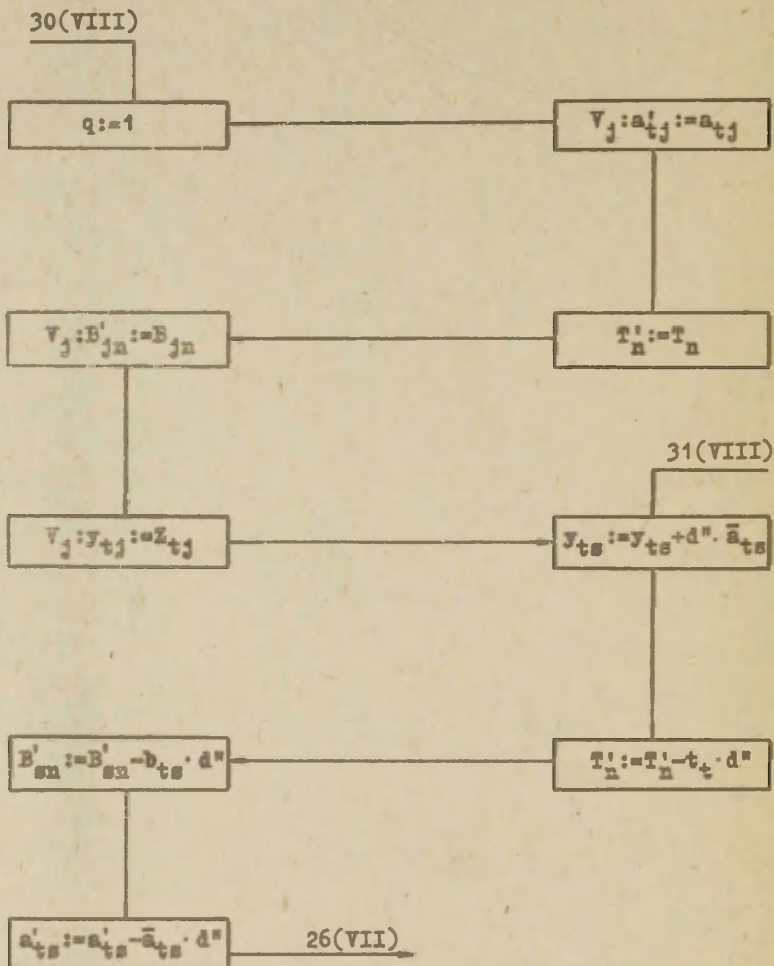 30(VIII)
q:=1
∀j:a'tj:=atj
∀j:B'jn:=Bjn
T'n:=Tn
31(VIII)
∀j:ytj:=Ztj
yts:=yts+d"·āts
B'sn:=B'sn-bts·d"
T'n:=T'n-tt·d"
a'ts:=a'ts-āts·d"
26(VII)